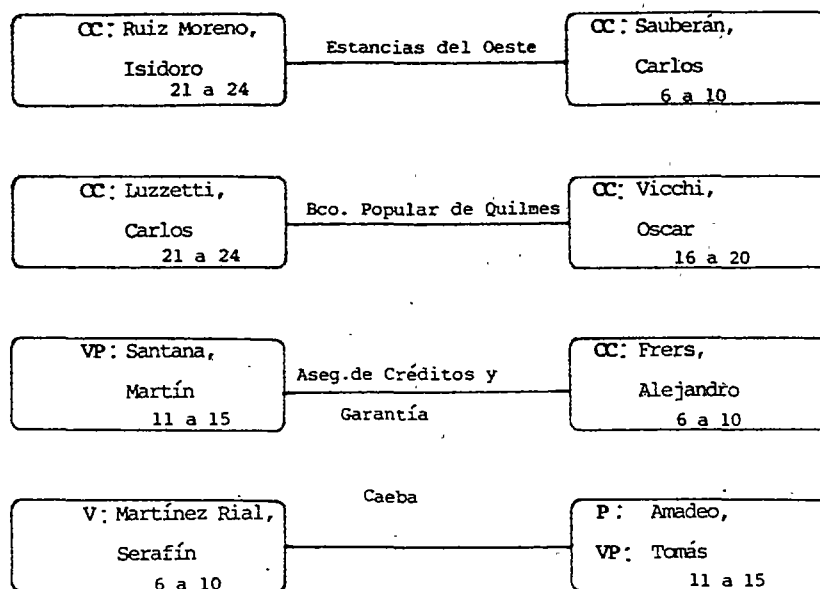 CC: Ruiz Moreno,
Isidoro
21 a 24
Estancias del Oeste
CC: Sauberán,
Carlos
6 a 10
CC: Luzzetti,
Carlos
21 a 24
Bco. Popular de Quilmes
CC: Vicchi,
Oscar
16 a 20
VP: Santana,
Martín
11 a 15
Aseg.de Créditos y
Garantía
CC: Frers,
Alejandro
6 a 10
V: Martínez Rial,
Serafín
6 a 10
Caeba
P: Amadeo,
VP: Tomás
11 a 15